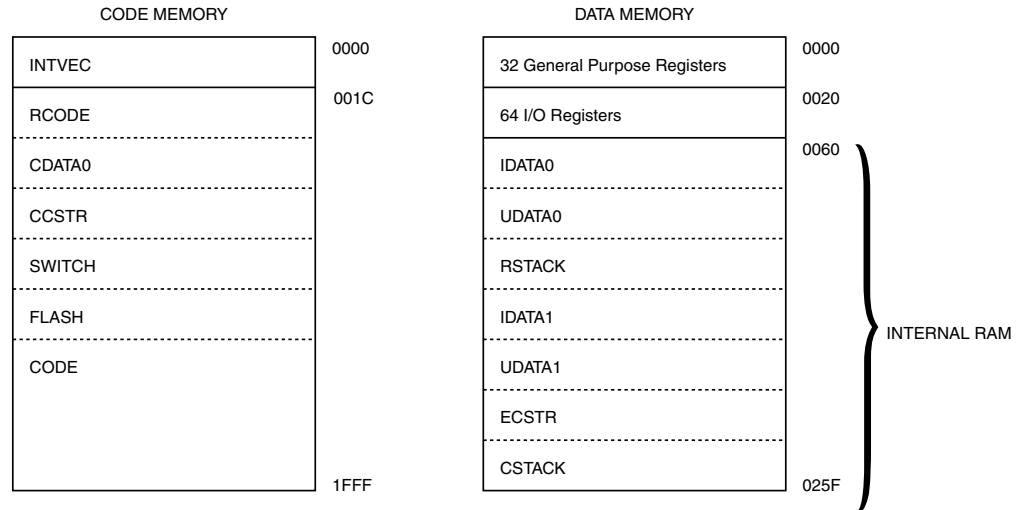 CODE MEMORY
INTVEC
0000
RCODE
001C
CDATA0
CCSTR
SWITCH
FLASH
CODE
1FFF
DATA MEMORY
32 General Purpose Registers
0000
64 I/O Registers
0020
0060
IDATA0
UDATA0
RSTACK
IDATA1
UDATA1
ECSTR
CSTACK
025F
INTERNAL RAM